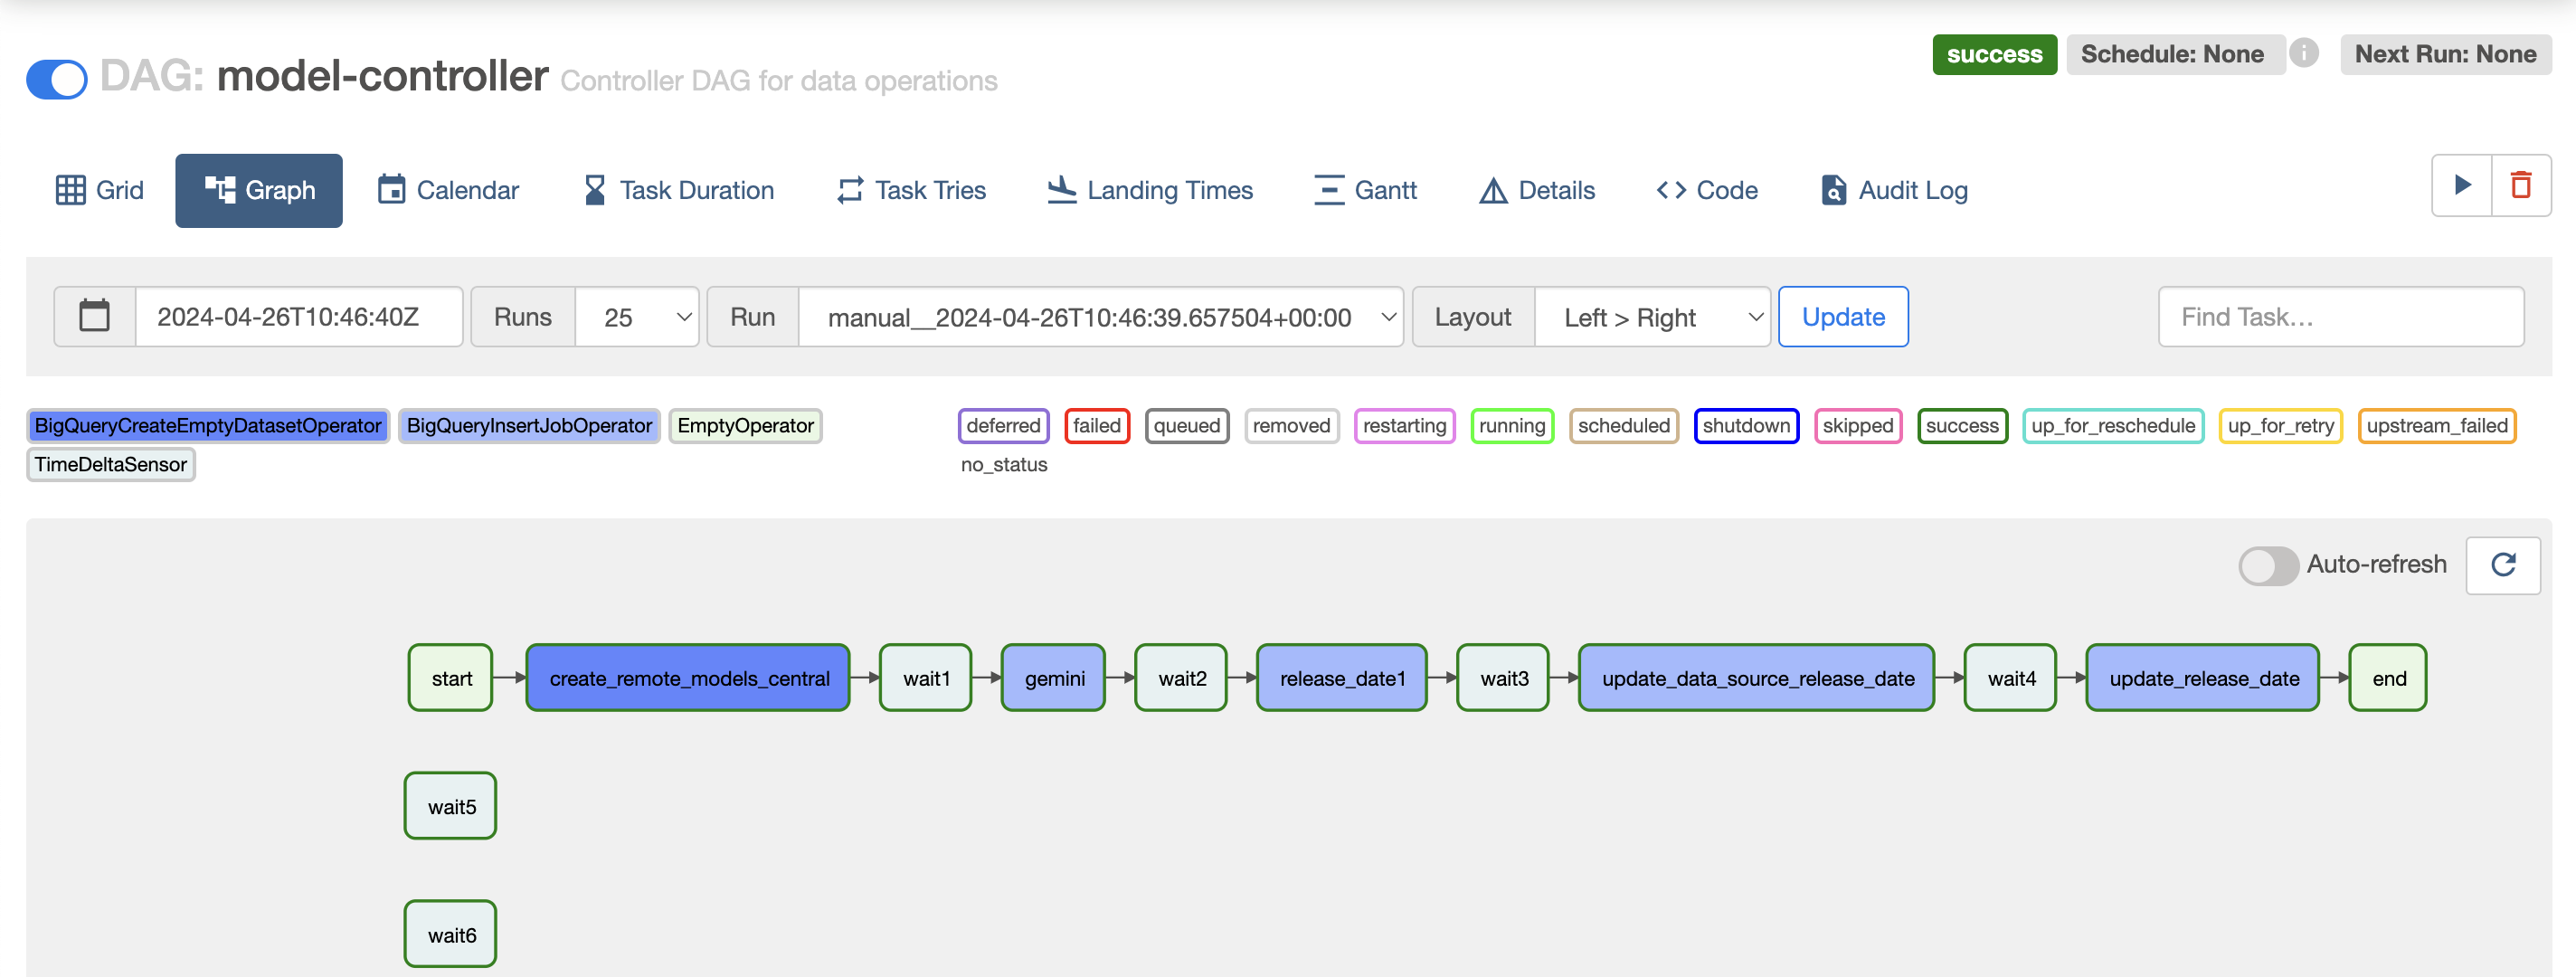 DAG: model-controller Controller DAG for data operations
success Schedule: None Next Run: None
Grid Graph Calendar Task Duration Task Tries Landing Times Gantt Details Code Audit Log
2024-04-26T10:46:40Z Runs 25 Run manual__2024-04-26T10:46:39.657504+00:00 Layout Left > Right Update Find Task...
BigQueryCreateEmptyDatasetOperator BigQueryInsertJobOperator EmptyOperator
TimeDeltaSensor
deferred failed queued removed restarting running scheduled shutdown skipped success up_for_reschedule up_for_retry upstream_failed
no_status
Auto-refresh
start create_remote_models_central wait1 gemini wait2 release_date1 wait3 update_data_source_release_date wait4 update_release_date end
wait5
wait6